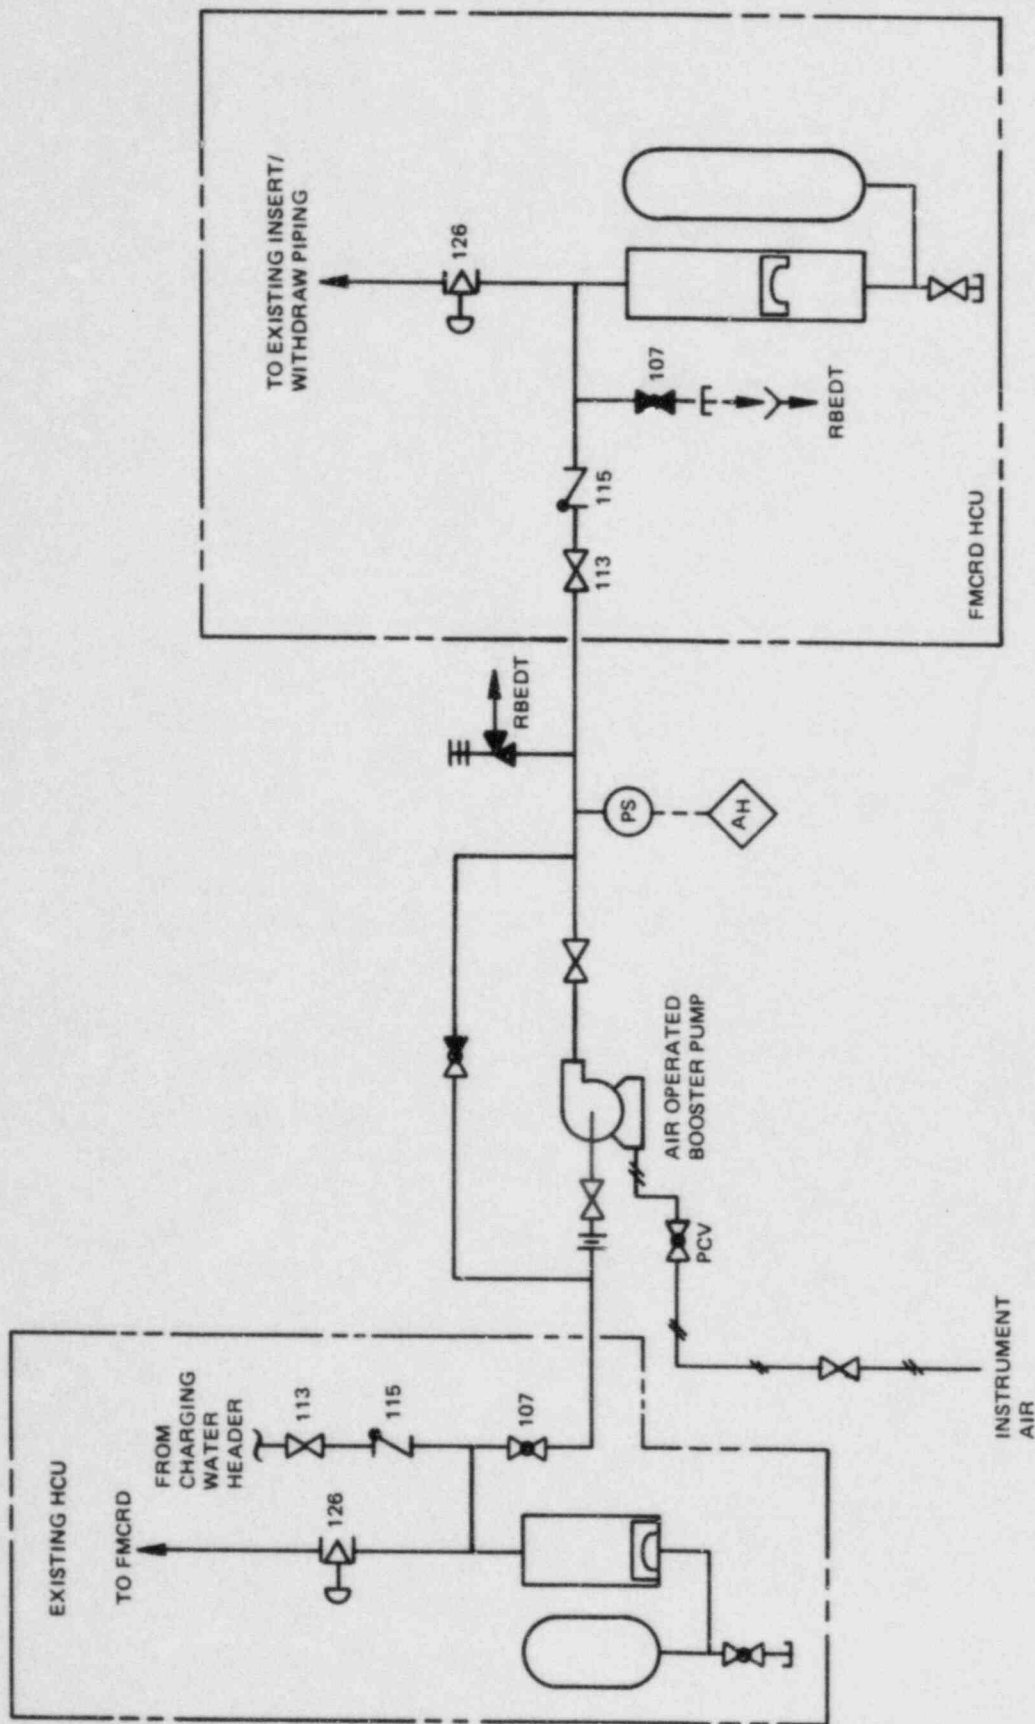 EXISTING HCU
TO FMCRD
FROM
CHARGING
WATER
HEADER
113
115
126
107
INSTRUMENT
AIR
PCV
AIR OPERATED
BOOSTER PUMP
PS
AH
RBEDT
TO EXISTING INSERT/
WITHDRAW PIPING
126
113
115
107
RBEDT
FMCRD HCU